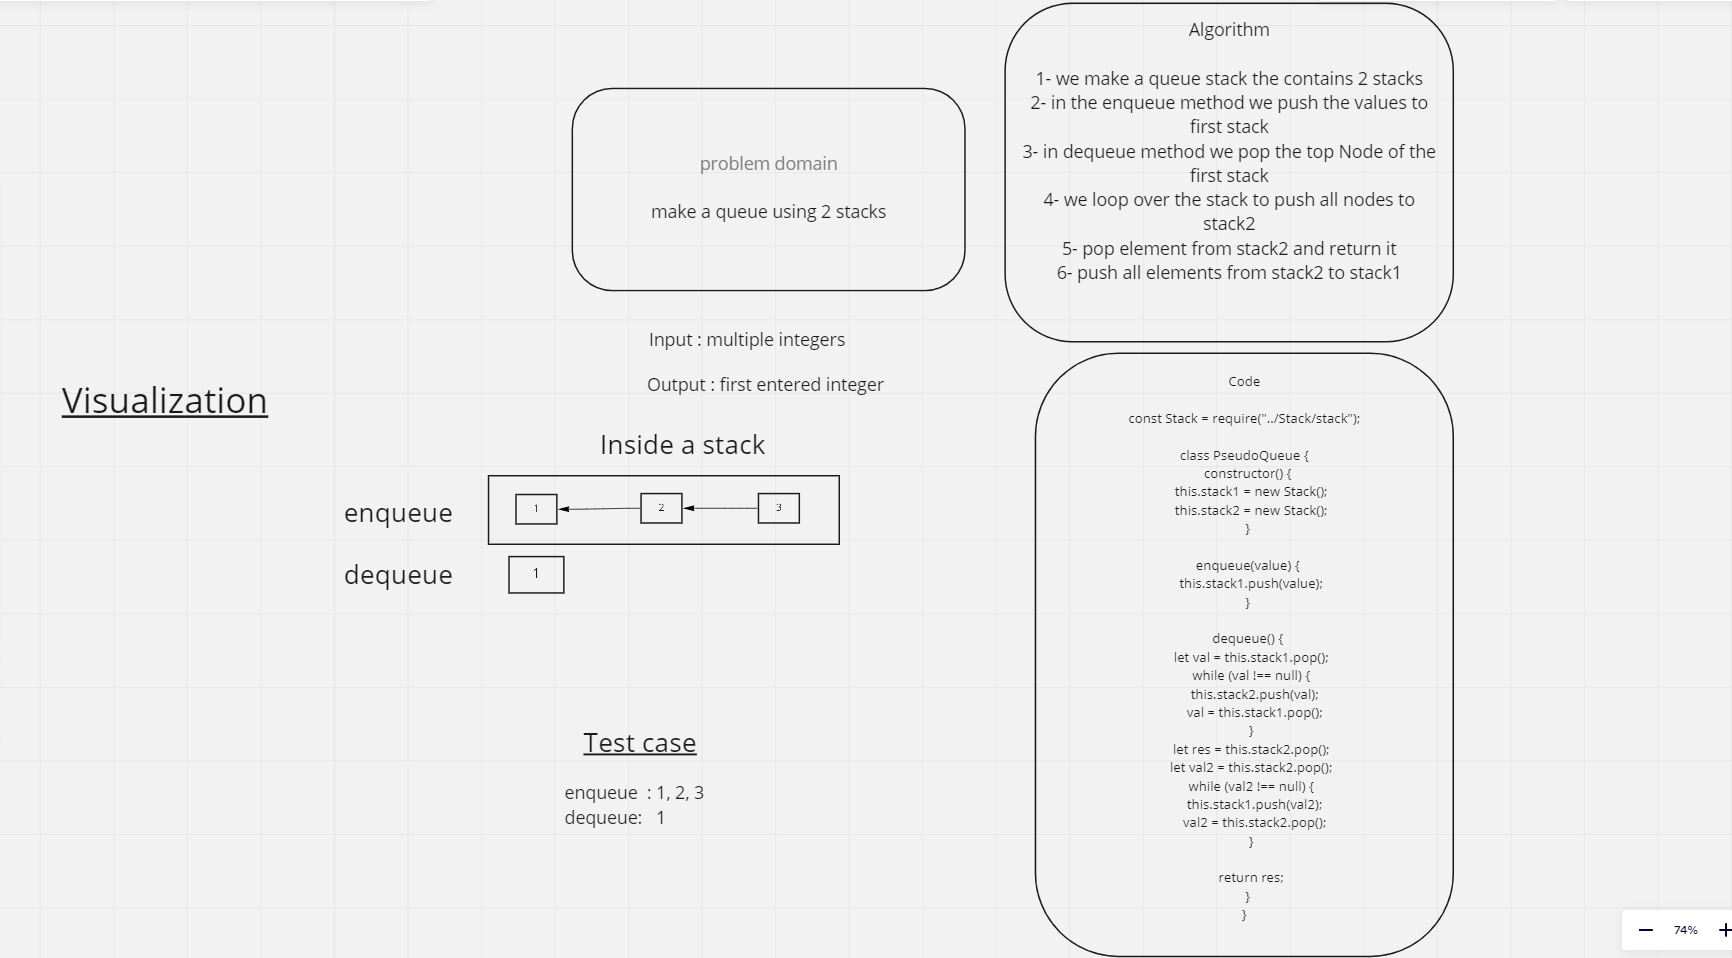 Algorithm
1- we make a queue stack the contains 2 stacks
2- in the enqueue method we push the values to
first stack
3- in dequeue method we pop the top Node of the
first stack
4- we loop over the stack to push all nodes to
stack2
5- pop element from stack2 and return it
6- push all elements from stack2 to stack1
problem domain
make a queue using 2 stacks
Input : multiple integers
Output : first entered integer
Visualization
Inside a stack
enqueue
1
2
3
dequeue
1
Test case
enqueue : 1, 2, 3
dequeue: 1
Code
const Stack = require("../Stack/stack");
class PseudoQueue {
constructor() {
this.stack1 = new Stack();
this.stack2 = new Stack();
}
enqueue(value) {
this.stack1.push(value);
}
dequeue() {
let val = this.stack1.pop();
while (val !== null) {
this.stack2.push(val);
val = this.stack1.pop();
}
let res = this.stack2.pop();
let val2 = this.stack2.pop();
while (val2 !== null) {
this.stack1.push(val2);
val2 = this.stack2.pop();
}
return res;
}
}
74%